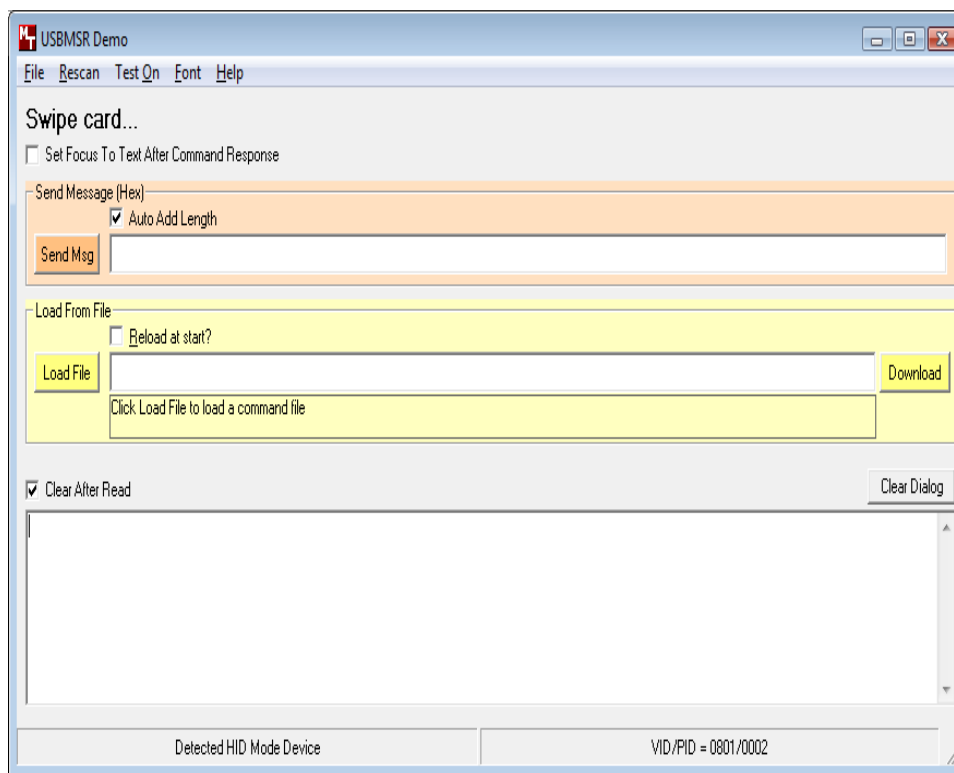 MT USBMSR Demo
File Rescan Test On Font Help
Swipe card...
Set Focus To Text After Command Response
Send Message (Hex)
Auto Add Length
Send Msg
Load From File
Reload at start?
Load File
Download
Click Load File to load a command file
Clear After Read
Clear Dialog
Detected HID Mode Device
VID/PID = 0801/0002